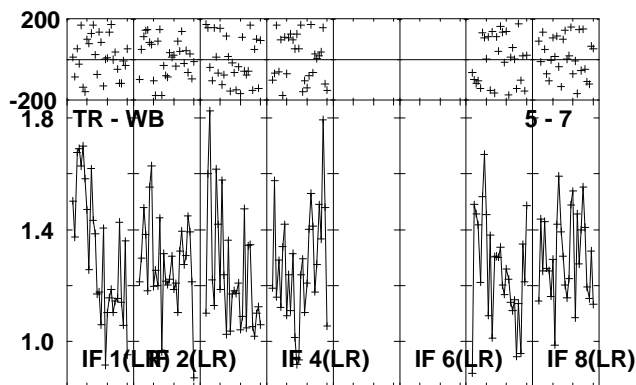 200
-200
1.8
TR - WB
5 - 7
1.4
1.0
IF 1(LR)
IF 2(LR)
IF 4(LR)
IF 6(LR)
IF 8(LR)